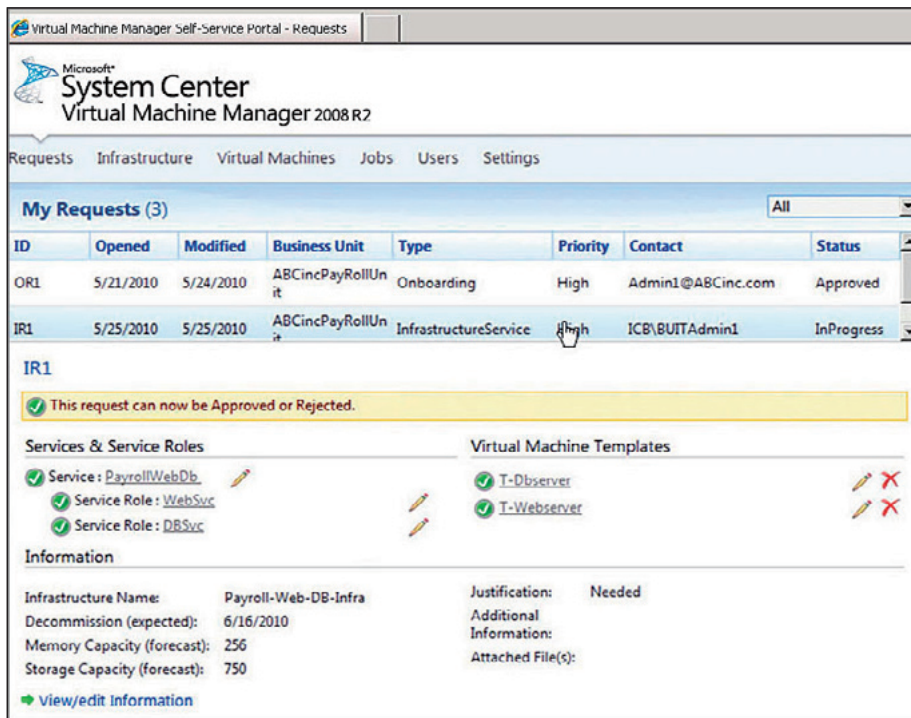 Virtual Machine Manager Self-Service Portal - Requests
Microsoft®
System Center
Virtual Machine Manager 2008 R2
Requests Infrastructure Virtual Machines Jobs Users Settings
My Requests (3) All
ID Opened Modified Business Unit Type Priority Contact Status
OR1 5/21/2010 5/24/2010 ABCincPayRollUn Onboarding High Admin1@ABCinc.com Approved
it
IR1 5/25/2010 5/25/2010 ABCincPayRollUn InfrastructureService High ICB\BUITAdmin1 InProgress
it
IR1
This request can now be Approved or Rejected.
Services & Service Roles Virtual Machine Templates
Service : PayrollWebDb T-Dbserver
Service Role : WebSvc T-Webserver
Service Role : DBSvc
Information
Infrastructure Name: Payroll-Web-DB-Infra Justification: Needed
Decommission (expected): 6/16/2010 Additional
Information:
Memory Capacity (forecast): 256 Attached File(s):
Storage Capacity (forecast): 750
View/edit Information